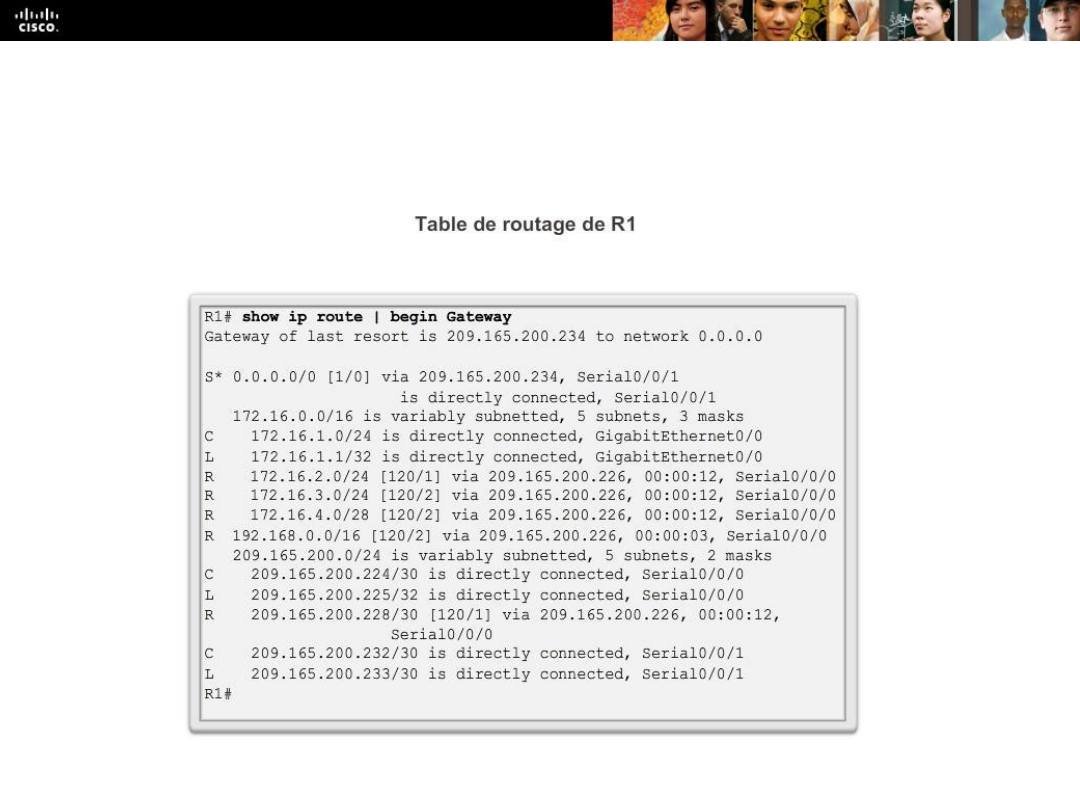 CISCO.
Table de routage de R1
R1# show ip route | begin Gateway
Gateway of last resort is 209.165.200.234 to network 0.0.0.0
S* 0.0.0.0/0 [1/0] via 209.165.200.234, Serial0/0/1
is directly connected, Serial0/0/1
172.16.0.0/16 is variably subnetted, 5 subnets, 3 masks
C 172.16.1.0/24 is directly connected, GigabitEthernet0/0
L 172.16.1.1/32 is directly connected, GigabitEthernet0/0
R 172.16.2.0/24 [120/1] via 209.165.200.226, 00:00:12, Serial0/0/0
R 172.16.3.0/24 [120/2] via 209.165.200.226, 00:00:12, Serial0/0/0
R 172.16.4.0/28 [120/2] via 209.165.200.226, 00:00:12, Serial0/0/0
R 192.168.0.0/16 [120/2] via 209.165.200.226, 00:00:03, Serial0/0/0
209.165.200.0/24 is variably subnetted, 5 subnets, 2 masks
C 209.165.200.224/30 is directly connected, Serial0/0/0
L 209.165.200.225/32 is directly connected, Serial0/0/0
R 209.165.200.228/30 [120/1] via 209.165.200.226, 00:00:12,
Serial0/0/0
C 209.165.200.232/30 is directly connected, Serial0/0/1
L 209.165.200.233/30 is directly connected, Serial0/0/1
R1#